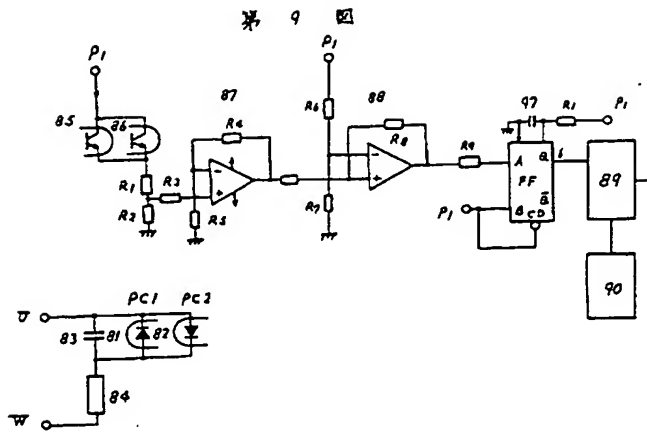 第 9 図
P1
P1
85
86
87
88
R4
R6
R8
97
R1
P1
R1
R3
R2
R5
R7
R9
A
Q
FF
B
Q̄
CD
P1
b
89
90
U
PC1
PC2
83
81
82
84
W